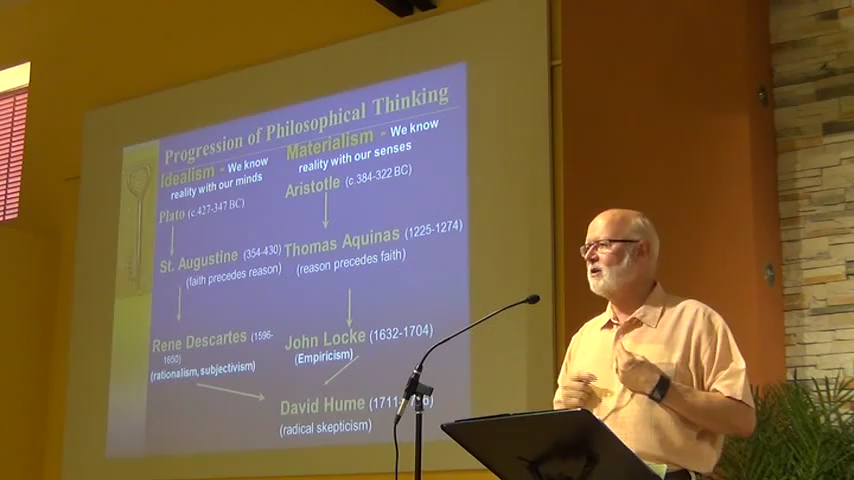 Progression of Philosophical Thinking
Idealism - We know
reality with our minds
Plato (c.427-347 BC)
St. Augustine (354-430)
(faith precedes reason)
Rene Descartes (1596-
1650)
(rationalism, subjectivism)
Materialism - We know
reality with our senses
Aristotle (c.384-322 BC)
Thomas Aquinas (1225-1274)
(reason precedes faith)
John Locke (1632-1704)
(Empiricism)
David Hume (1711-
(radical skepticism)